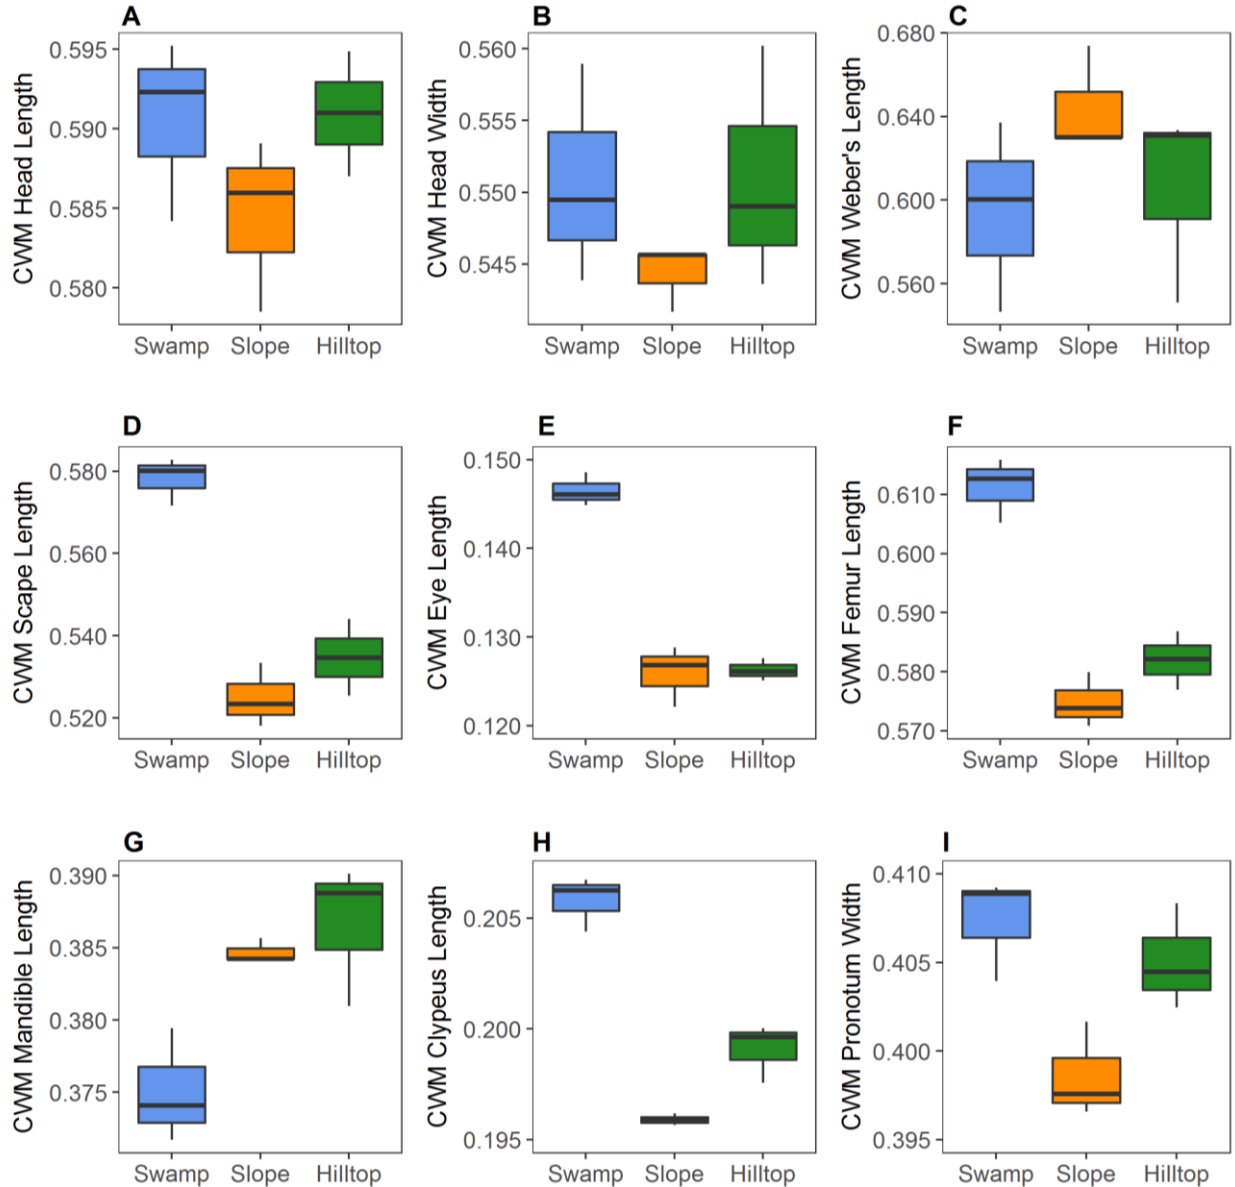 A
CWM Head Length
0.595
0.590
0.585
0.580
Swamp Slope Hilltop
B
CWM Head Width
0.560
0.555
0.550
0.545
Swamp Slope Hilltop
C
CWM Weber's Length
0.680
0.640
0.600
0.560
Swamp Slope Hilltop
D
CWM Scape Length
0.580
0.560
0.540
0.520
Swamp Slope Hilltop
E
CWM Eye Length
0.150
0.140
0.130
0.120
Swamp Slope Hilltop
F
CWM Femur Length
0.610
0.600
0.590
0.580
0.570
Swamp Slope Hilltop
G
CWM Mandible Length
0.390
0.385
0.380
0.375
Swamp Slope Hilltop
H
CWM Clypeus Length
0.205
0.200
0.195
Swamp Slope Hilltop
I
CWM Pronotum Width
0.410
0.405
0.400
0.395
Swamp Slope Hilltop